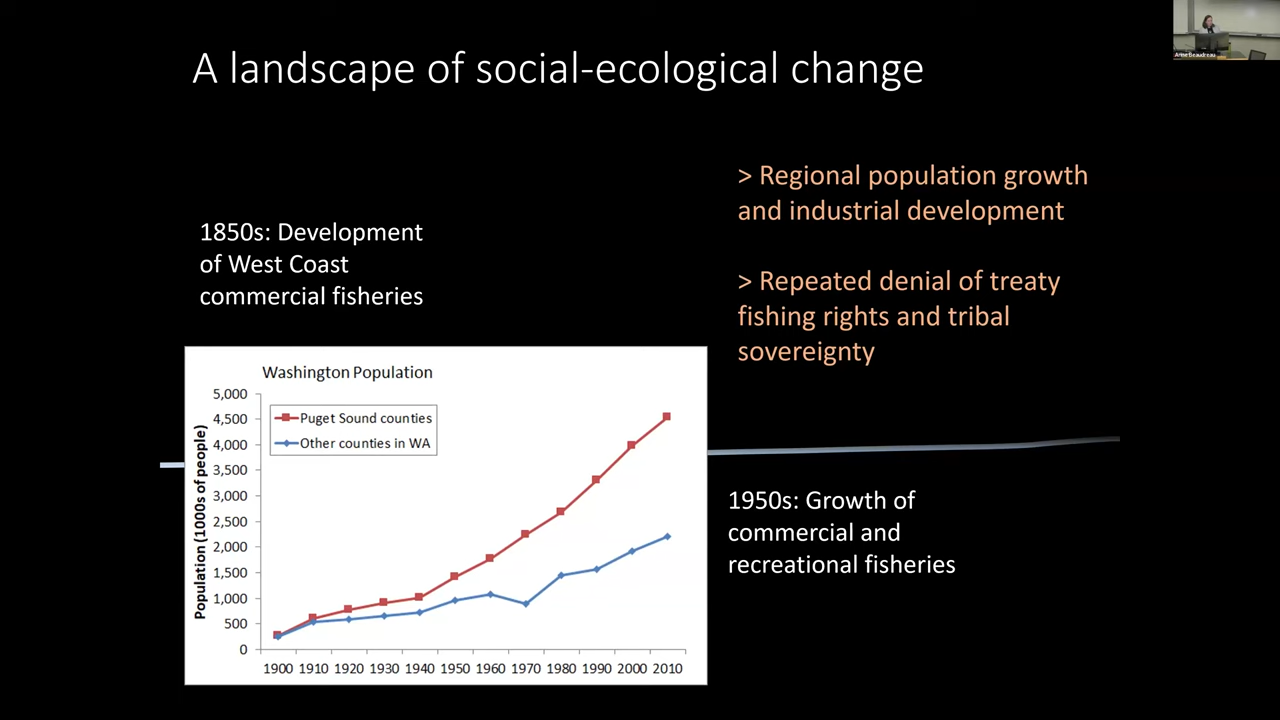 A landscape of social-ecological change
Anne Beaudreau
> Regional population growth
and industrial development
1850s: Development
of West Coast
commercial fisheries
> Repeated denial of treaty
fishing rights and tribal
sovereignty
Washington Population
Population (1000s of people)
5,000
4,500
4,000
3,500
3,000
2,500
2,000
1,500
1,000
500
0
Puget Sound counties
Other counties in WA
1900 1910 1920 1930 1940 1950 1960 1970 1980 1990 2000 2010
1950s: Growth of
commercial and
recreational fisheries